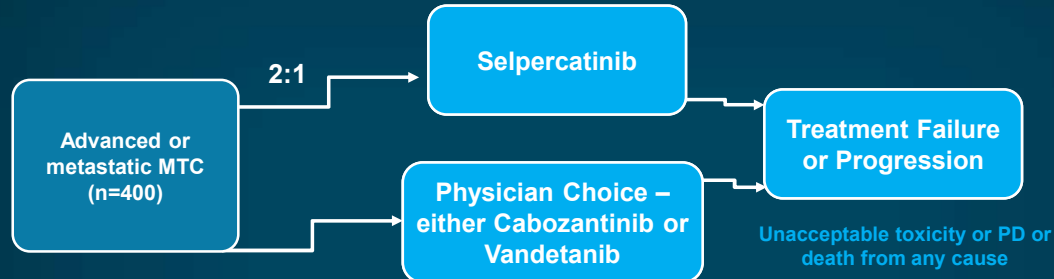 Selpercatinib
2:1
Advanced or
metastatic MTC
(n=400)
Treatment Failure
or Progression
Physician Choice –
either Cabozantinib or
Vandetanib
Unacceptable toxicity or PD or
death from any cause